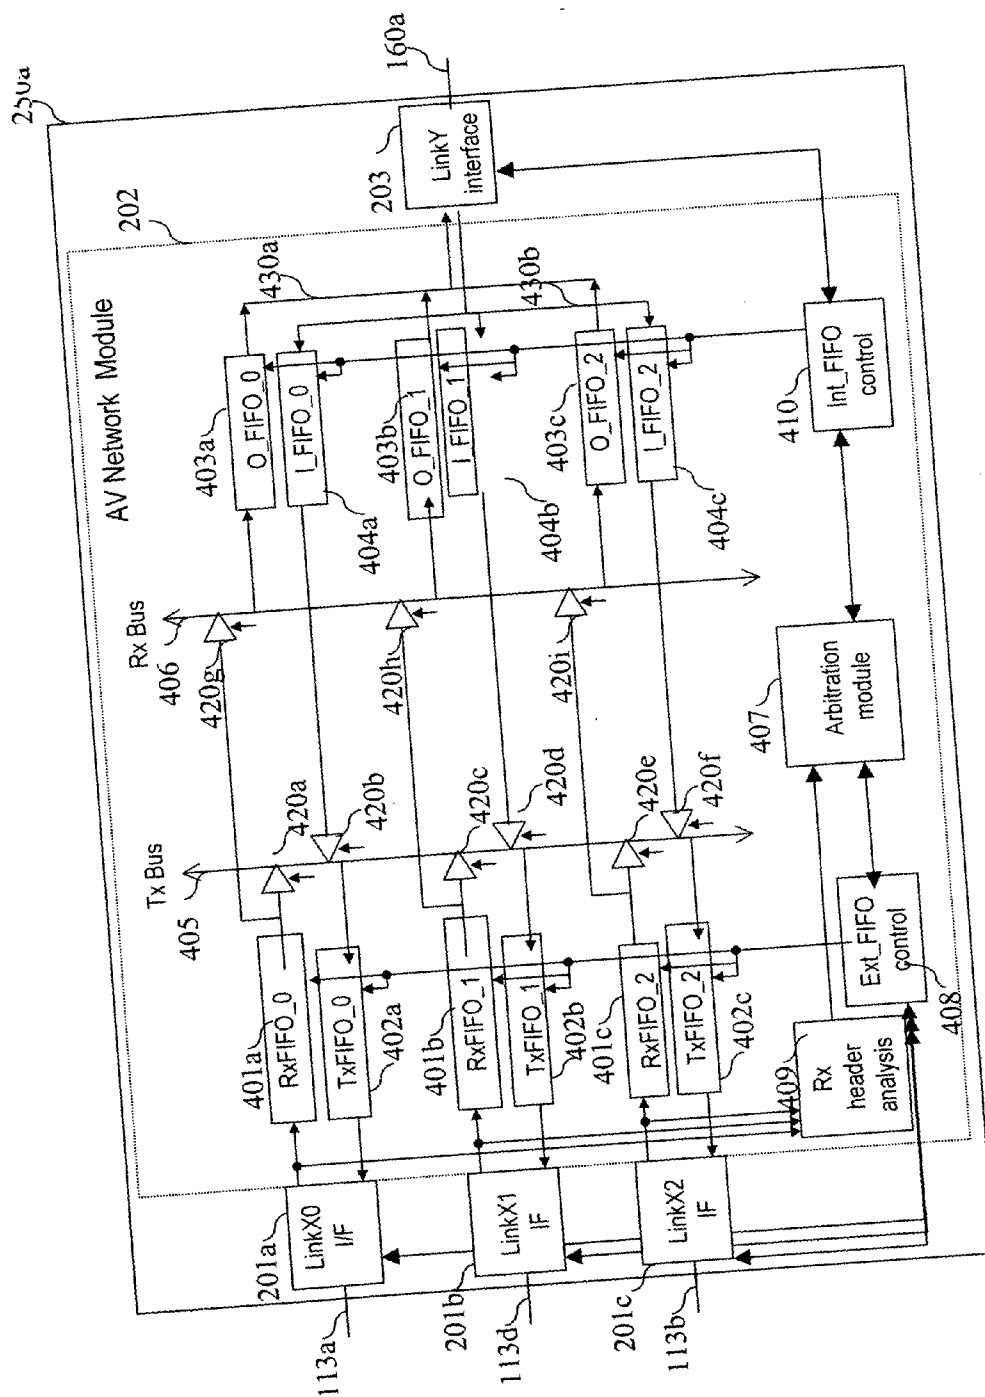 250a
AV Network Module
202
160a
203
LinkY
interface
Tx Bus
405
Rx Bus
406
430a
430b
113a
201a
LinkX0
I/F
401a
RxFIFO_0
TxFIFO_0
402a
420a
420b
420g
403a
O_FIFO_0
I_FIFO_0
404a
113d
201b
LinkX1
IF
401b
RxFIFO_1
TxFIFO_1
402b
420c
420d
420h
403b
O_FIFO_1
I_FIFO_1
404b
113b
201c
LinkX2
IF
401c
RxFIFO_2
TxFIFO_2
402c
420e
420f
420i
403c
O_FIFO_2
I_FIFO_2
404c
409
Rx
header
analysis
Ext_FIFO
control
408
407
Arbitration
module
410
Int_FIFO
control